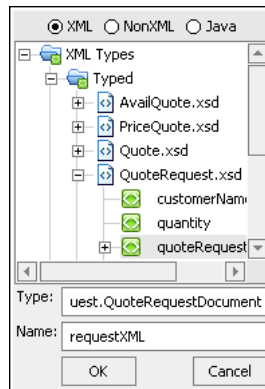 XML NonXML Java
XML Types
Typed
AvailQuote.xsd
PriceQuote.xsd
Quote.xsd
QuoteRequest.xsd
customerNam
quantity
quoteRequest
Type: uest.QuoteRequestDocument
Name: requestXML
OK Cancel